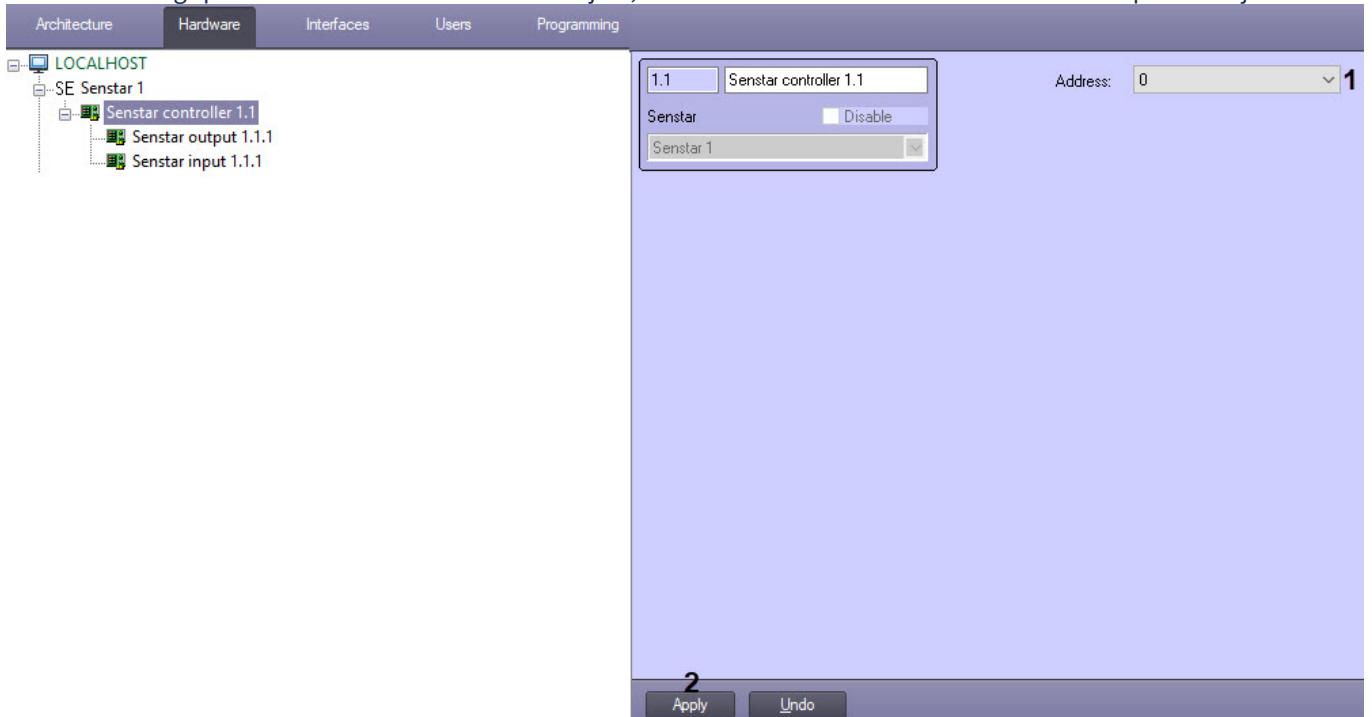 Architecture Hardware Interfaces Users Programming
LOCALHOST
SE Senstar 1
Senstar controller 1.1
Senstar output 1.1.1
Senstar input 1.1.1
1.1 Senstar controller 1.1
Senstar Disable
Senstar 1
Address: 0 1
2
Apply Undo